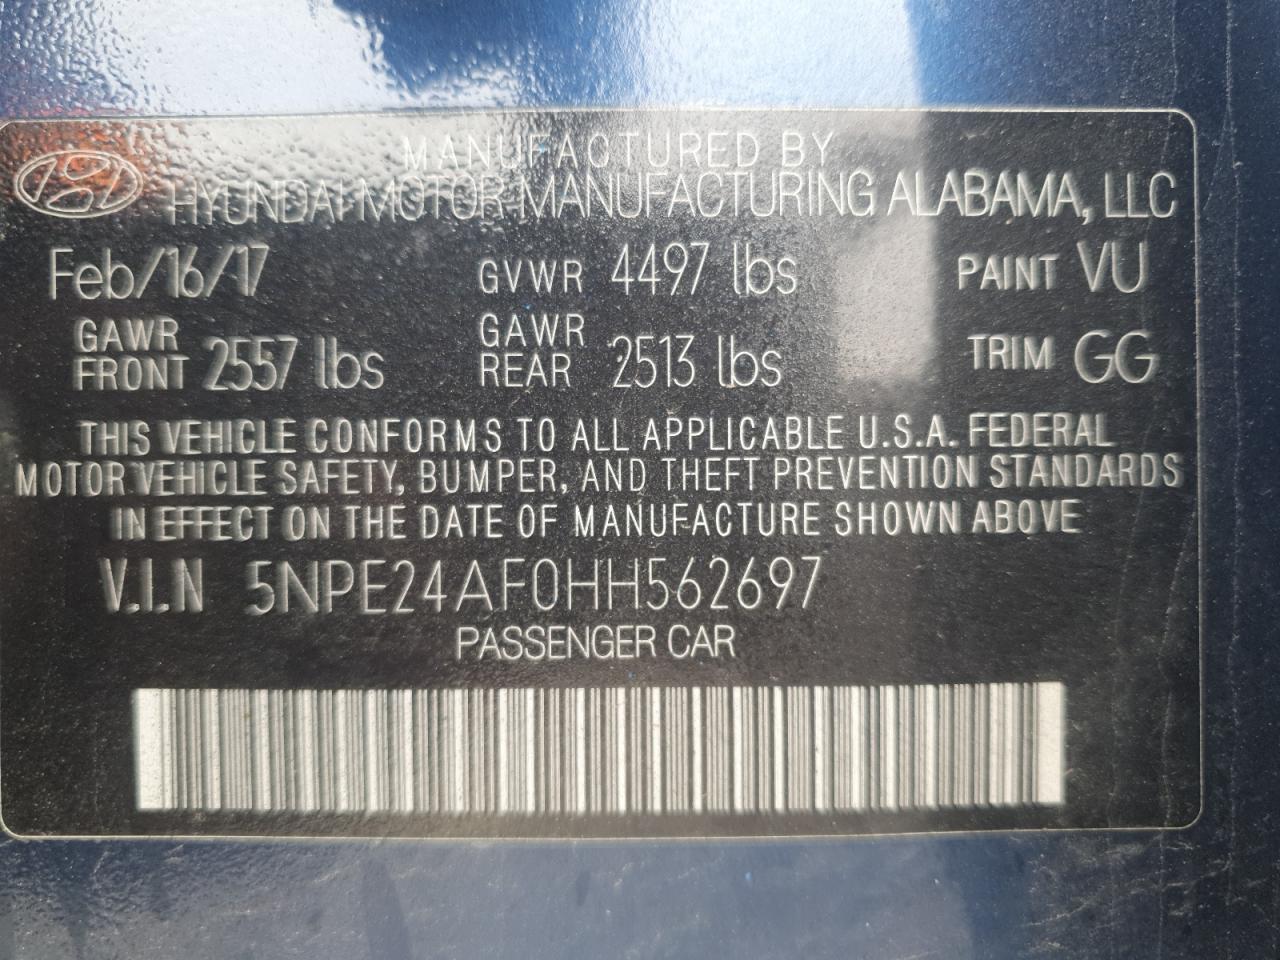 MANUFACTURED BY
HYUNDAI MOTOR MANUFACTURING ALABAMA, LLC
Feb/16/17 GVWR 4497 lbs PAINT VU
GAWR FRONT 2557 lbs GAWR REAR 2513 lbs TRIM GG
THIS VEHICLE CONFORMS TO ALL APPLICABLE U.S.A. FEDERAL
MOTOR VEHICLE SAFETY, BUMPER, AND THEFT PREVENTION STANDARDS
IN EFFECT ON THE DATE OF MANUFACTURE SHOWN ABOVE
V.I.N 5NPE24AF0HH562697
PASSENGER CAR